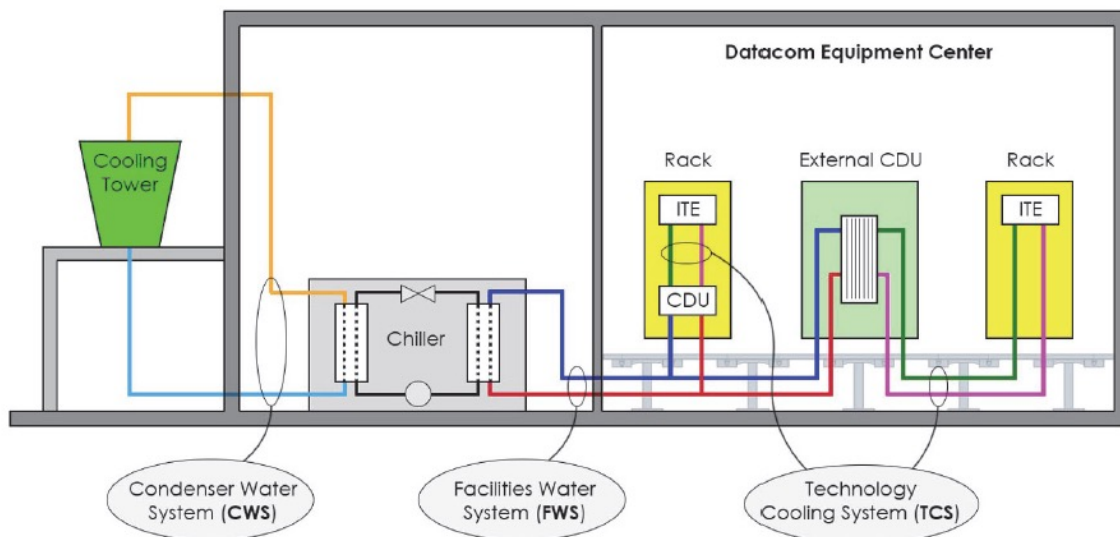 Datacom Equipment Center
Cooling
Tower
Rack
External CDU
Rack
ITE
ITE
CDU
Chiller
Condenser Water
System (CWS)
Facilities Water
System (FWS)
Technology
Cooling System (TCS)